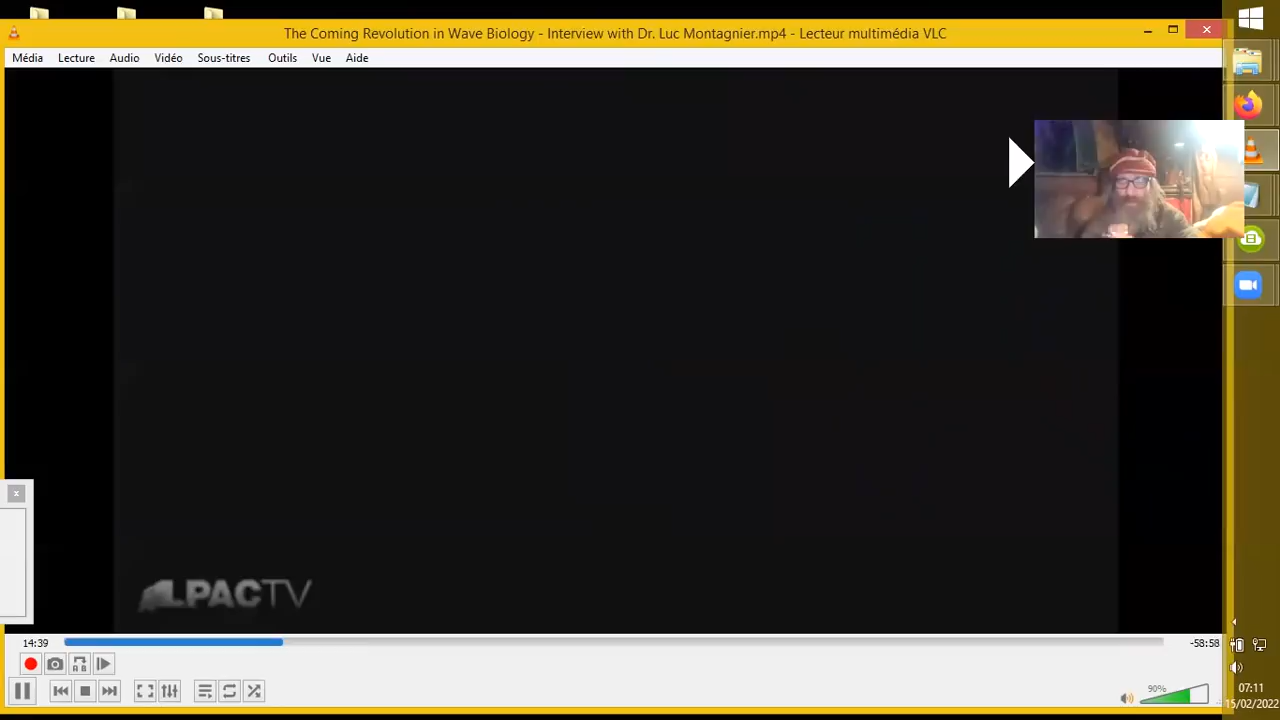 The Coming Revolution in Wave Biology - Interview with Dr. Luc Montagnier.mp4 - Lecteur multimédia VLC
Média Lecture Audio Vidéo Sous-titres Outils Vue Aide
LPACTV
14:39
-58:58
90%
07:11
15/02/2022